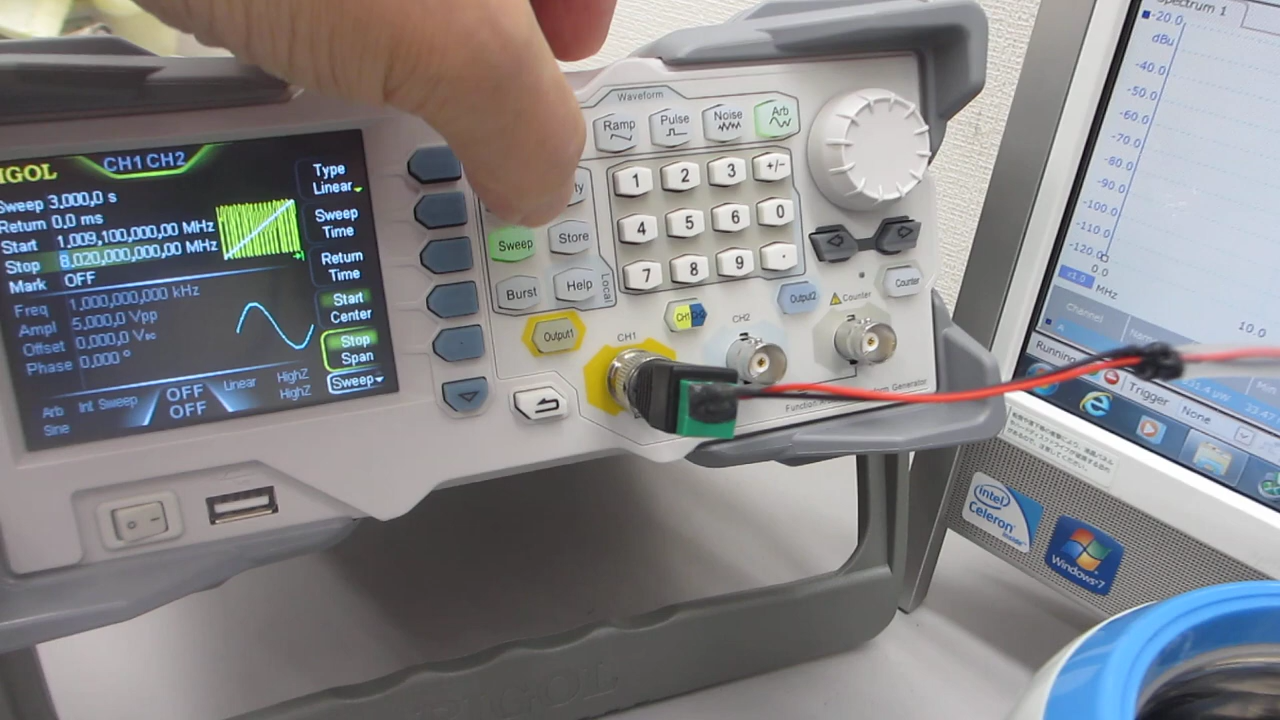 IGOL
CH1 CH2
Sweep 3,000,0 s
Return 0.0 ms
Start 1,009,100,000,00 MHz
Stop 8,020,000,000,00 MHz
Mark OFF
Freq 1,000,000,000 kHz
Ampl 5,000,0 Vpp
Offset 0,000,0 VDC
Phase 0,000 °
Arb Int Sweep
Sine
OFF
OFF
Linear
HighZ
HighZ
Type
Linear
Sweep
Time
Return
Time
Start
Center
Stop
Span
Sweep
Waveform
Ramp
Pulse
Noise
Arb
1
2
3
+/-
4
5
6
0
7
8
9
.
Sweep
Store
Burst
Help
Local
Output1
CH1
CH2
Output2
Counter
Counter
RIGOL
Spectrum 1
-20.0
dBu
-40.0
-50.0
-60.0
-70.0
-80.0
-90.0
-100.0
-110.0
-120.0
0.0
x1.0
MHz
10.0
Channel
A
Running
Trigger
None
intel
Celeron
inside
Windows 7